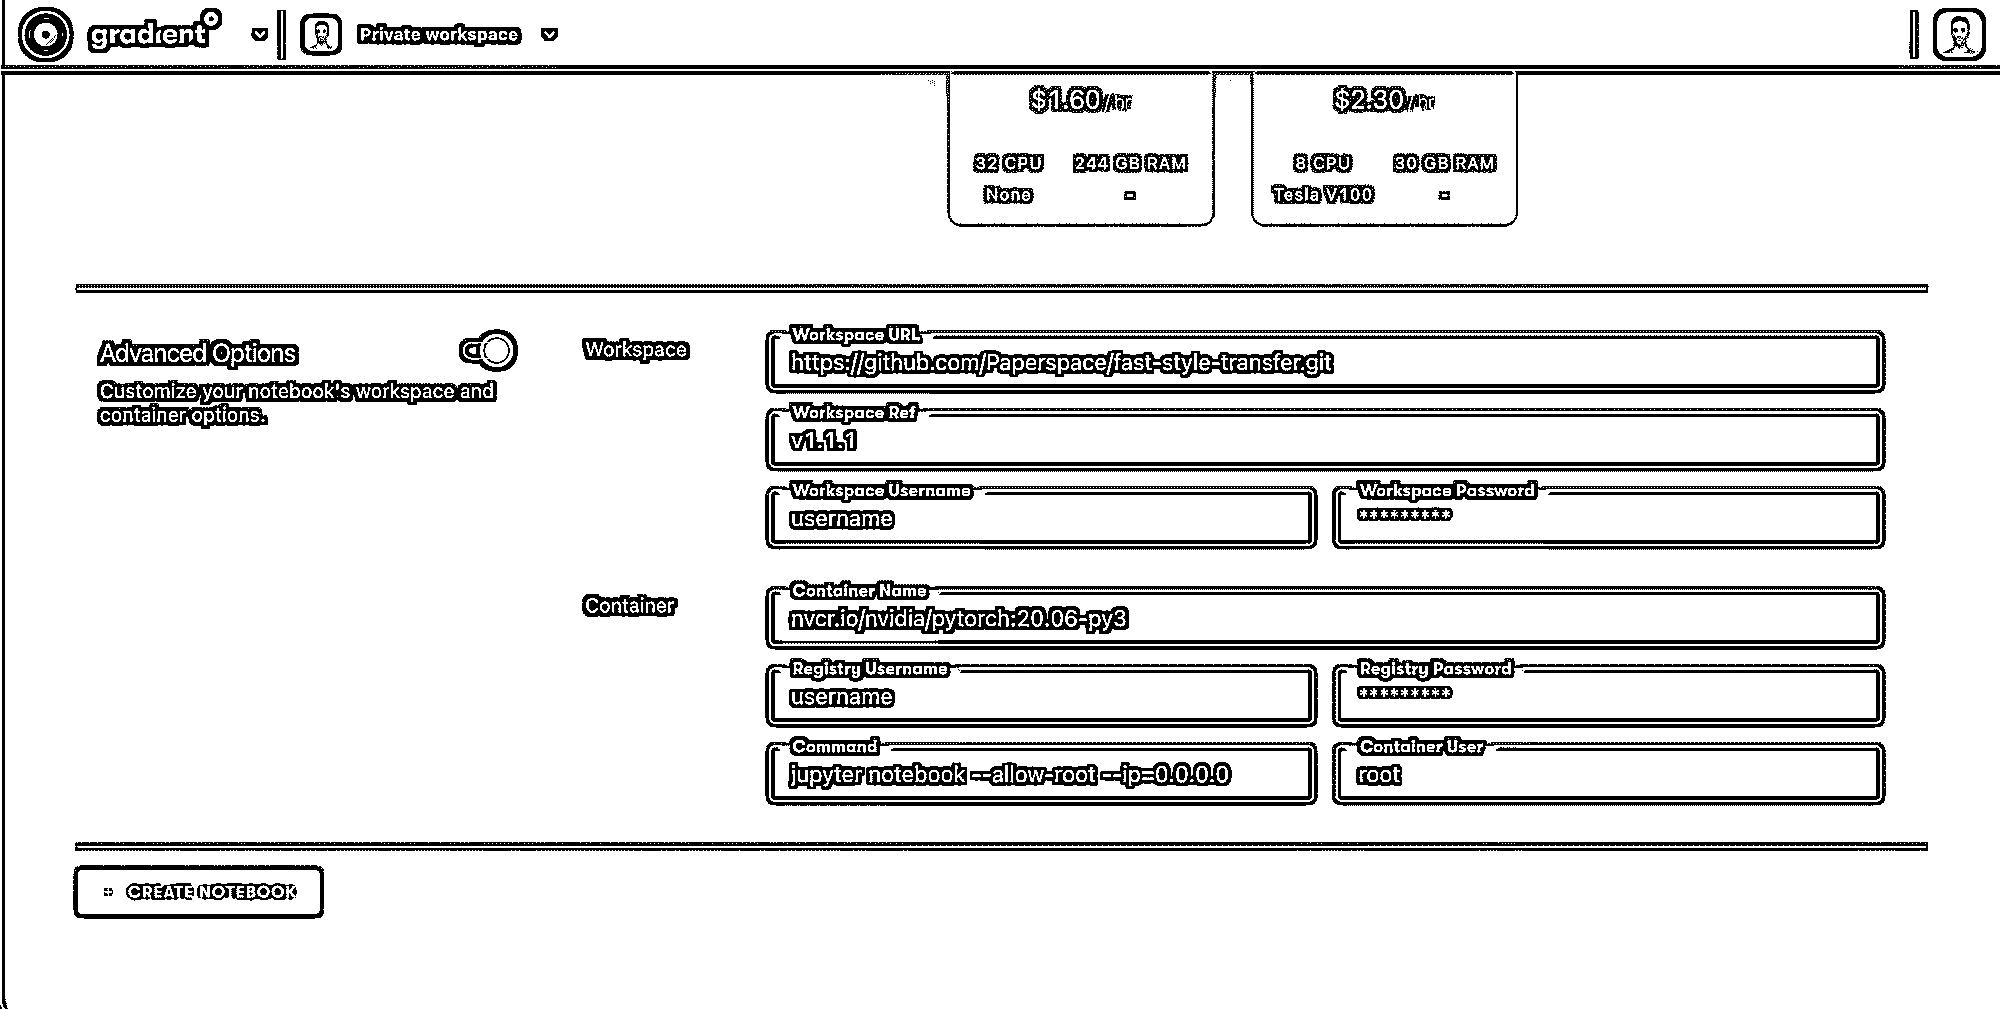 gradient
Private workspace
$1.60/hr
32 CPU 244 GB RAM
None -
$2.30/hr
8 CPU 30 GB RAM
Tesla V100 -
Advanced Options
Customize your notebook's workspace and
container options.
Workspace
Workspace URL
https://github.com/Paperspace/fast-style-transfer.git
Workspace Ref
v1.1.1
Workspace Username
username
Workspace Password
*********
Container
Container Name
nvcr.io/nvidia/pytorch:20.06-py3
Registry Username
username
Registry Password
*********
Command
jupyter notebook --allow-root --ip=0.0.0.0
Container User
root
CREATE NOTEBOOK